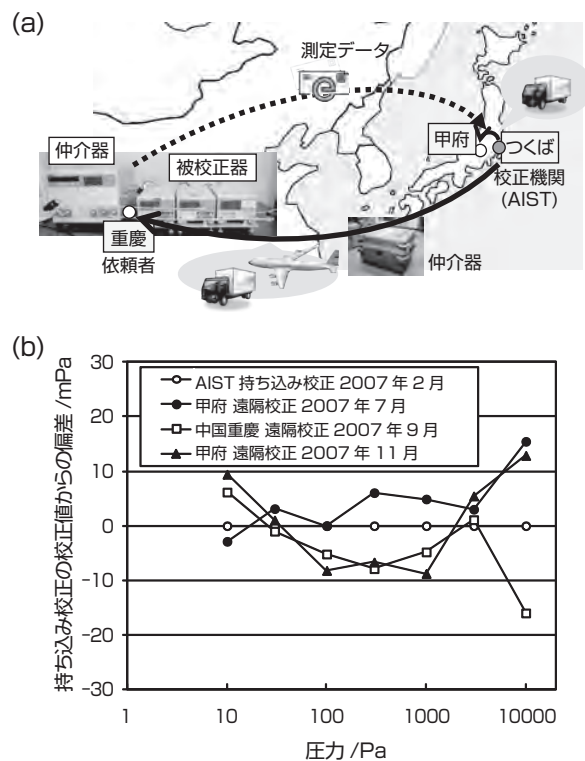 (a)
測定データ
仲介器
被校正器
甲府
つくば
校正機関
(AIST)
重慶
依頼者
仲介器
(b)
持ち込み校正の校正値からの偏差 /mPa
30
20
10
0
-10
-20
-30
AIST 持ち込み校正 2007 年 2 月
甲府 遠隔校正 2007 年 7 月
中国重慶 遠隔校正 2007 年 9 月
甲府 遠隔校正 2007 年 11 月
1 10 100 1000 10000
圧力 /Pa